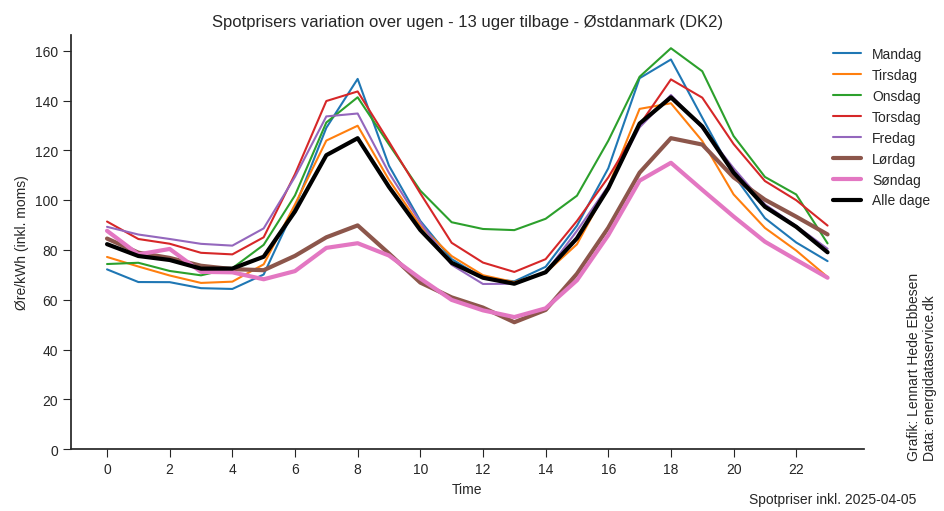 Spotprisers variation over ugen - 13 uger tilbage - Østdanmark (DK2)
Øre/kWh (inkl. moms)
160
140
120
100
80
60
40
20
0
0 2 4 6 8 10 12 14 16 18 20 22
Time
Mandag
Tirsdag
Onsdag
Torsdag
Fredag
Lørdag
Søndag
Alle dage
Grafik: Lennart Hede Ebbesen
Data: energidataservice.dk
Spotpriser inkl. 2025-04-05